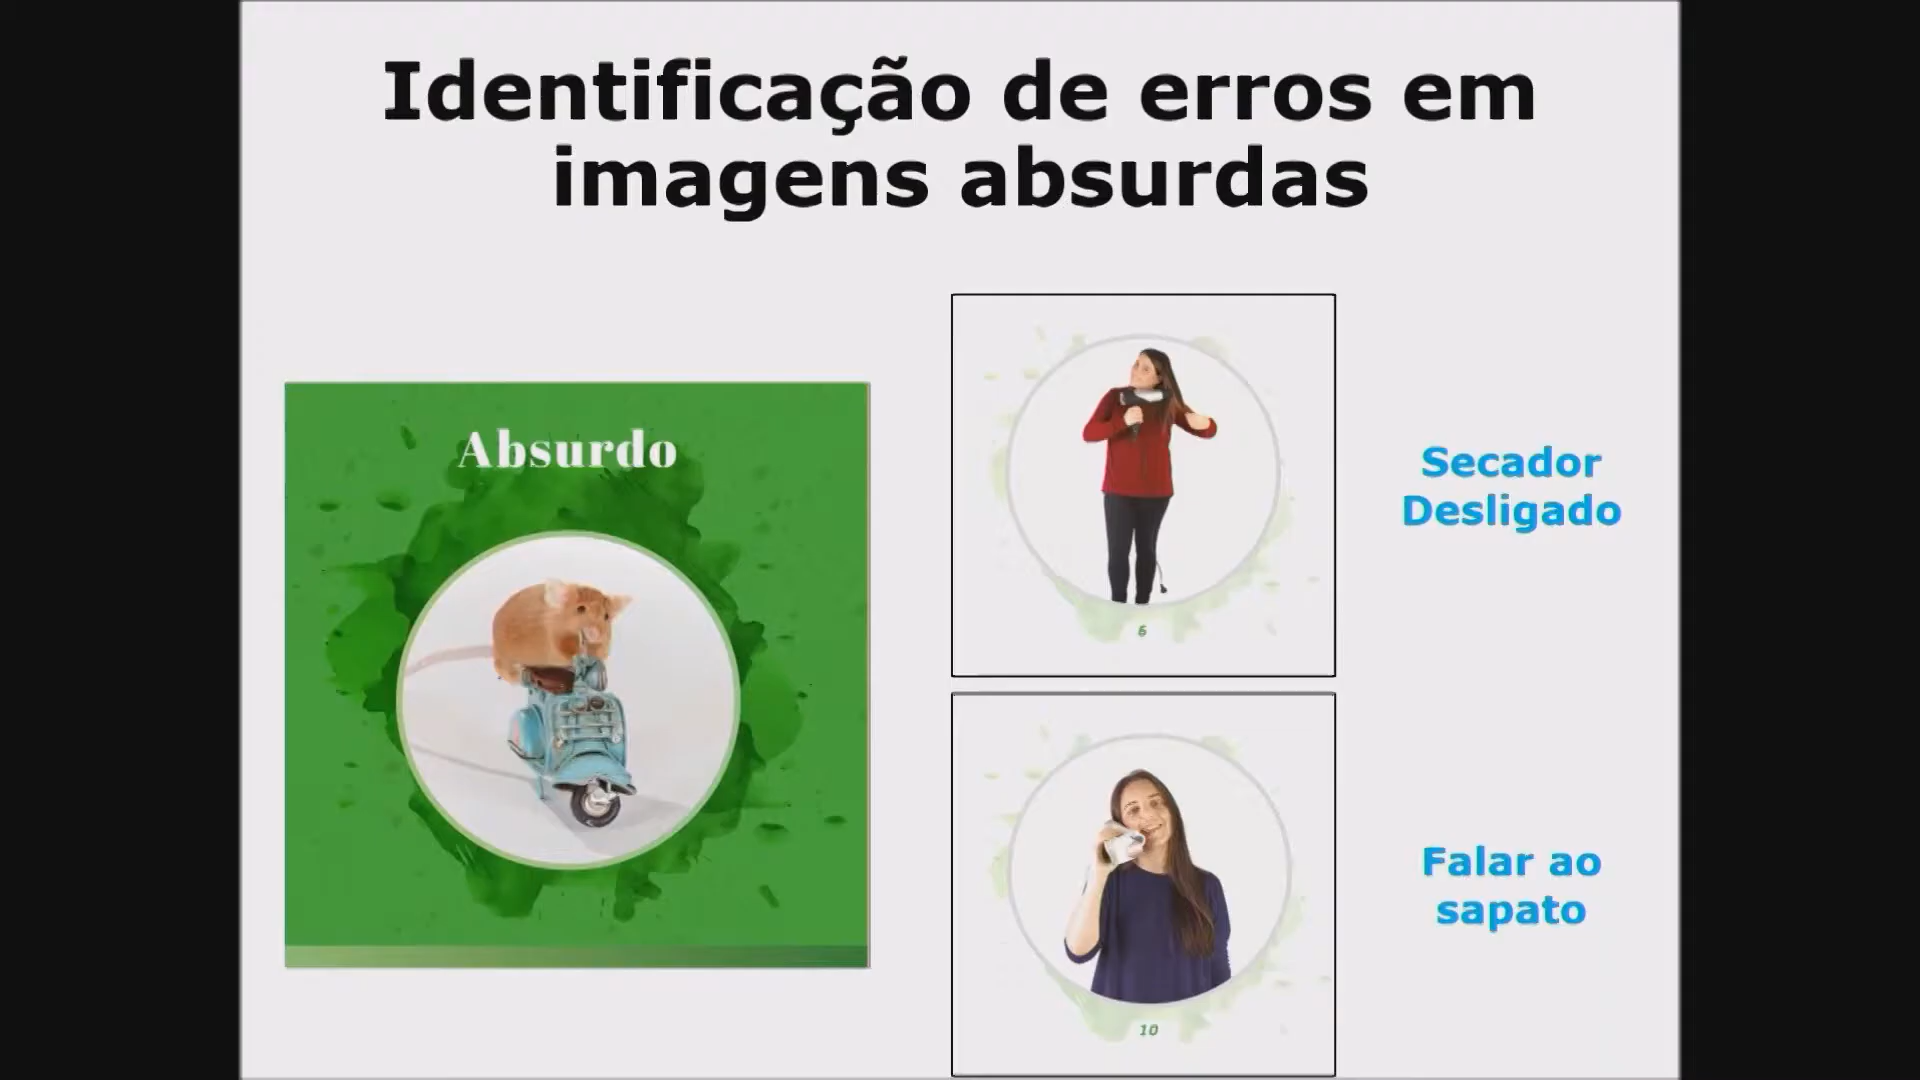 Identificação de erros em
imagens absurdas
Absurdo
6
Secador
Desligado
10
Falar ao
sapato